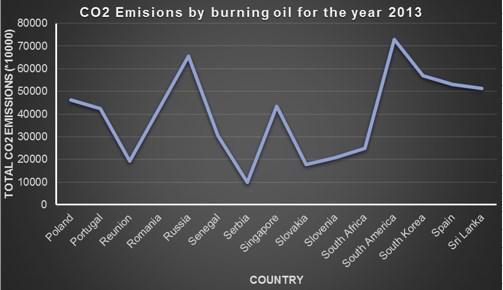 CO2 Emisions by burning oil for the year 2013
TOTAL CO2 EMISSIONS (*10000)
80000
70000
60000
50000
40000
30000
20000
10000
0
Poland
Portugal
Reunion
Romania
Russia
Senegal
Serbia
Singapore
Slovakia
Slovenia
South Africa
South America
South Korea
Spain
Sri Lanka
COUNTRY